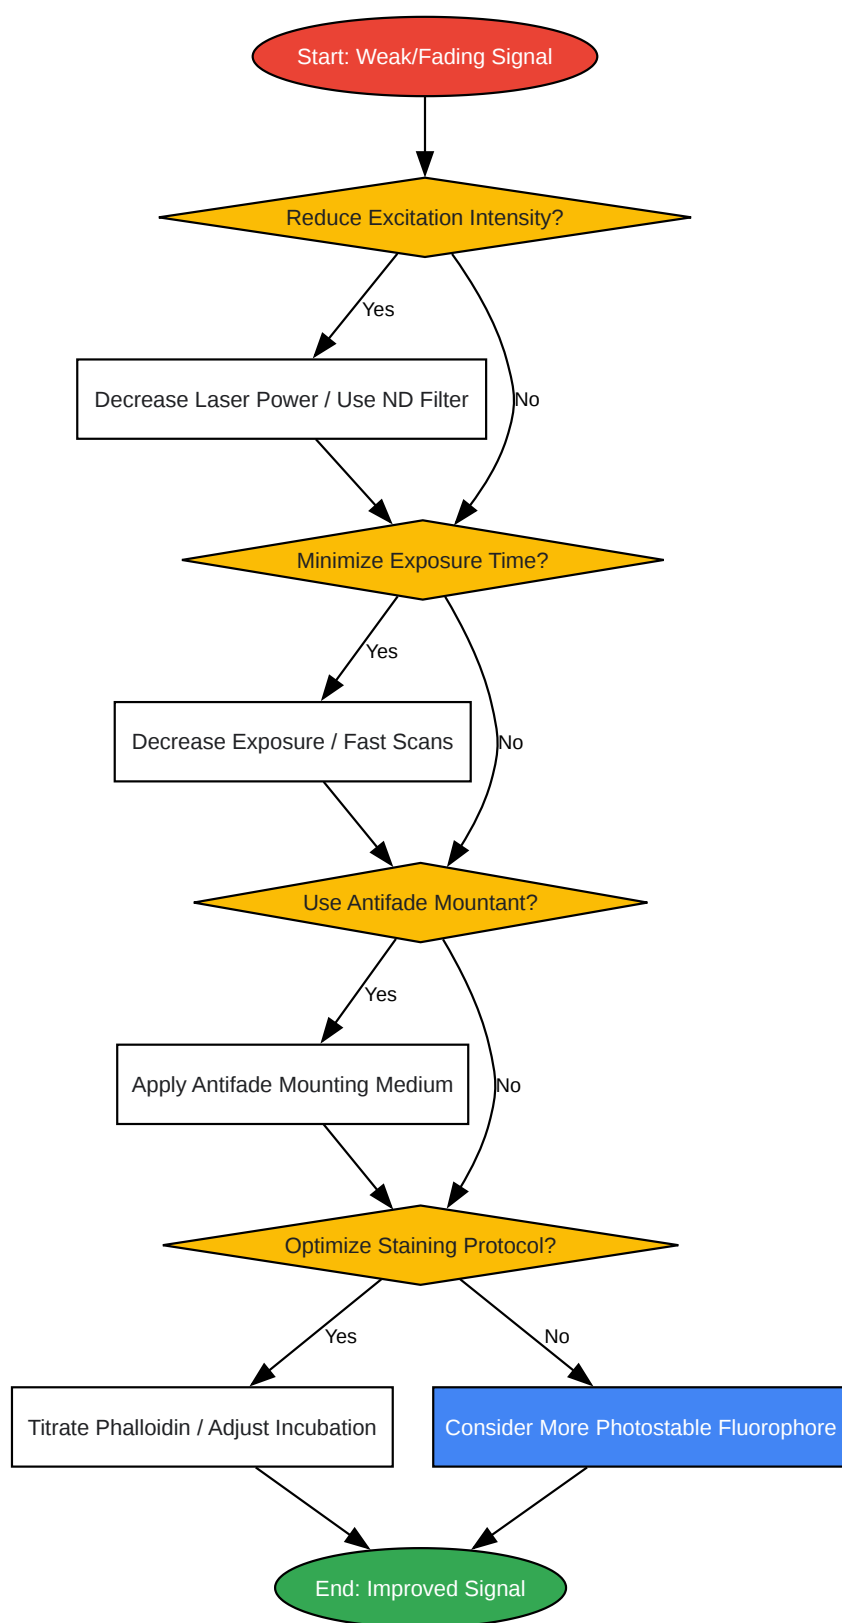 Start: Weak/Fading Signal
Reduce Excitation Intensity?
Yes
Decrease Laser Power / Use ND Filter
No
Minimize Exposure Time?
Yes
Decrease Exposure / Fast Scans
No
Use Antifade Mountant?
Yes
Apply Antifade Mounting Medium
No
Optimize Staining Protocol?
Yes
No
Titrate Phalloidin / Adjust Incubation
Consider More Photostable Fluorophore
End: Improved Signal